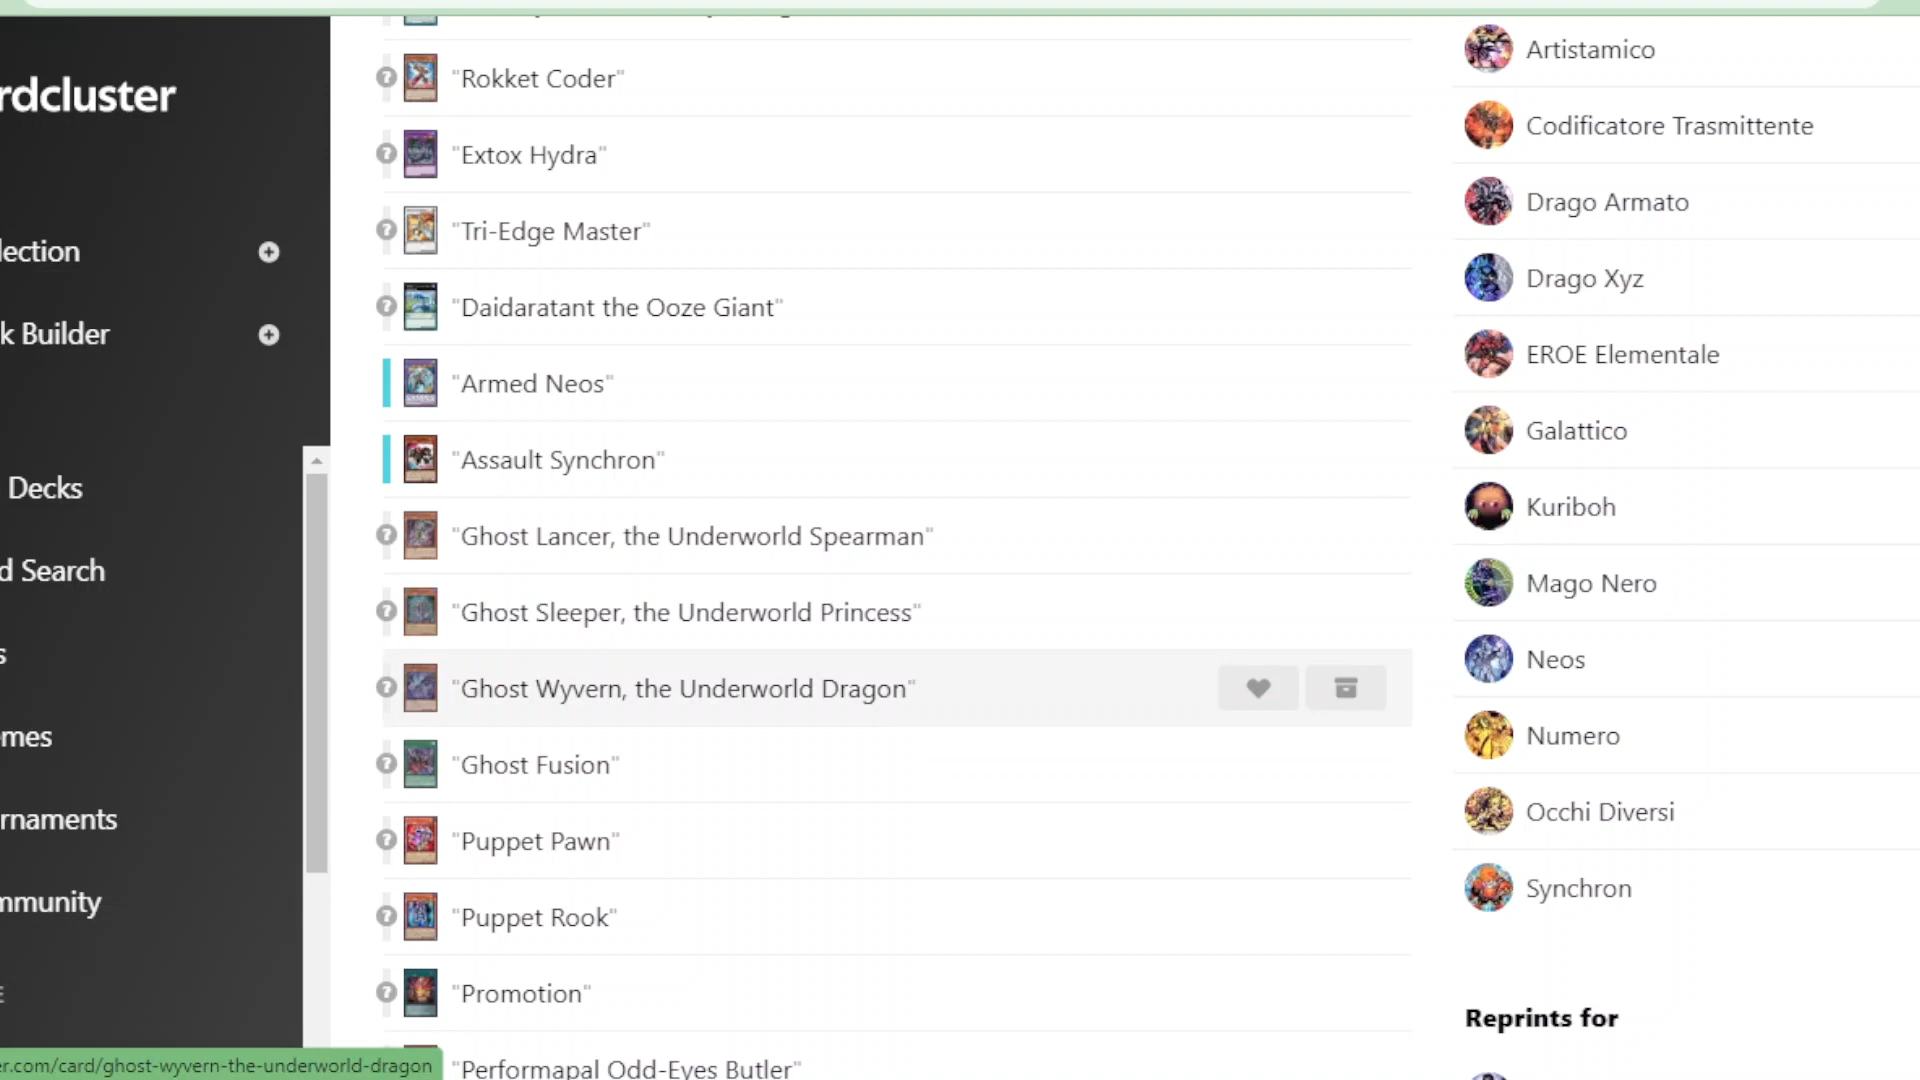 rdcluster
lection
k Builder
Decks
d Search
s
emes
rnaments
mmunity
E
er.com/card/ghost-wyvern-the-underworld-dragon
"Rokket Coder"
"Extox Hydra"
"Tri-Edge Master"
"Daidaratant the Ooze Giant"
"Armed Neos"
"Assault Synchron"
"Ghost Lancer, the Underworld Spearman"
"Ghost Sleeper, the Underworld Princess"
"Ghost Wyvern, the Underworld Dragon"
"Ghost Fusion"
"Puppet Pawn"
"Puppet Rook"
"Promotion"
"Performapal Odd-Eyes Butler"
Artistamico
Codificatore Trasmittente
Drago Armato
Drago Xyz
EROE Elementale
Galattico
Kuriboh
Mago Nero
Neos
Numero
Occhi Diversi
Synchron
Reprints for